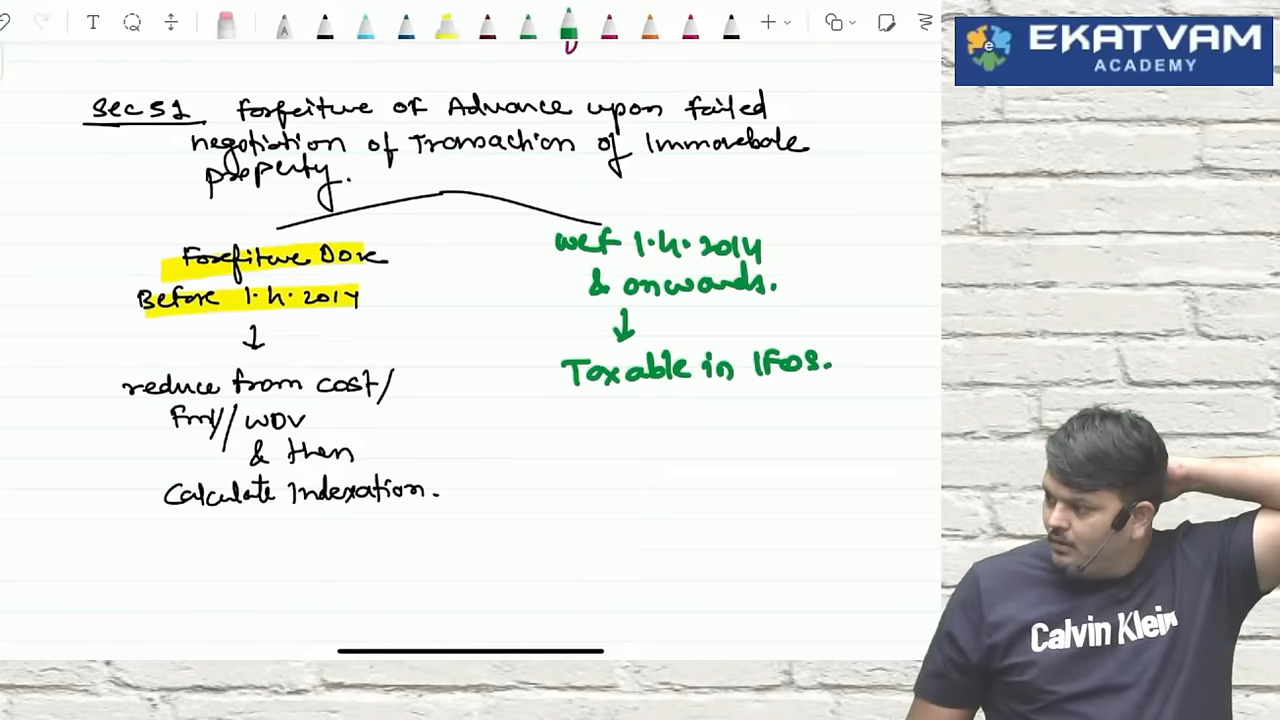 T
A
EKATVAM
ACADEMY
Sec 51 Forfeiture of Advance upon failed
negotiation of Transaction of Immovable
property.
Forefiture Done
Before 1.4.2014
↓
reduce from cost/
FMV/WDV
& then
Calculate Indexation.
wef 1.4.2014
& onwards.
↓
Taxable in IFOS.
Calvin Klein